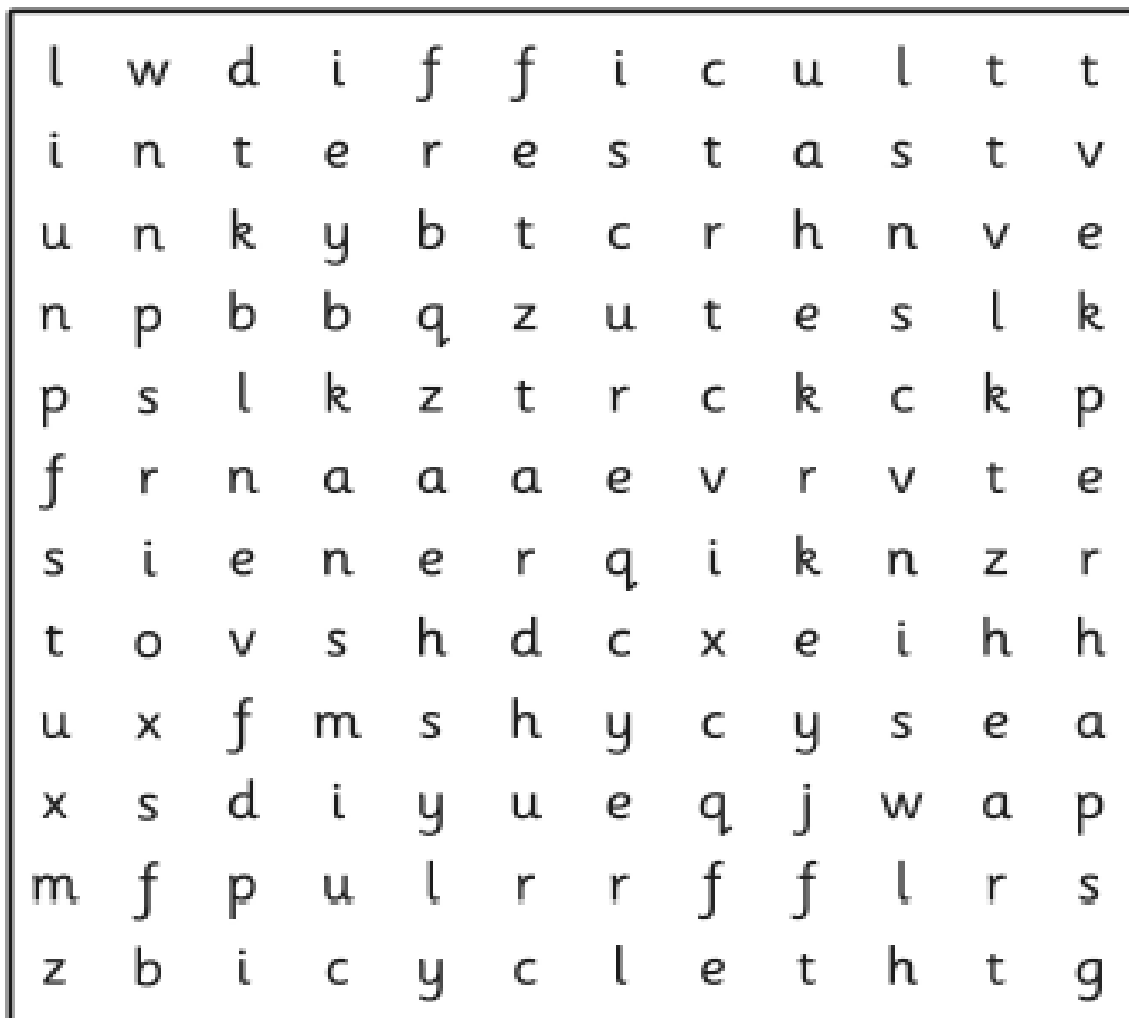 l w d i f f i c u l t t
i n t e r e s t a s t v
u n k y b t c r h n v e
n p b b q z u t e s l k
p s l k z t r c k c k p
f r n a a a e v r v t e
s i e n e r q i k n z r
t o v s h d c x e i h h
u x f m s h y c y s e a
x s d i y u e q j w a p
m f p u l r r f f l r s
z b i c y c l e t h t g